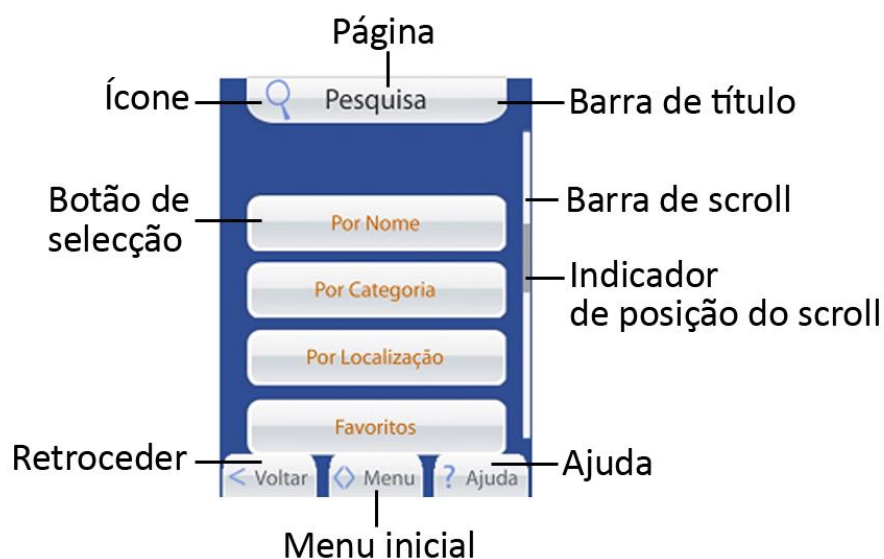 Página
Ícone
Pesquisa
Barra de título
Botão de
selecção
Por Nome
Barra de scroll
Por Categoria
Indicador
de posição do scroll
Por Localização
Favoritos
Retroceder
< Voltar
Menu
? Ajuda
Ajuda
Menu inicial